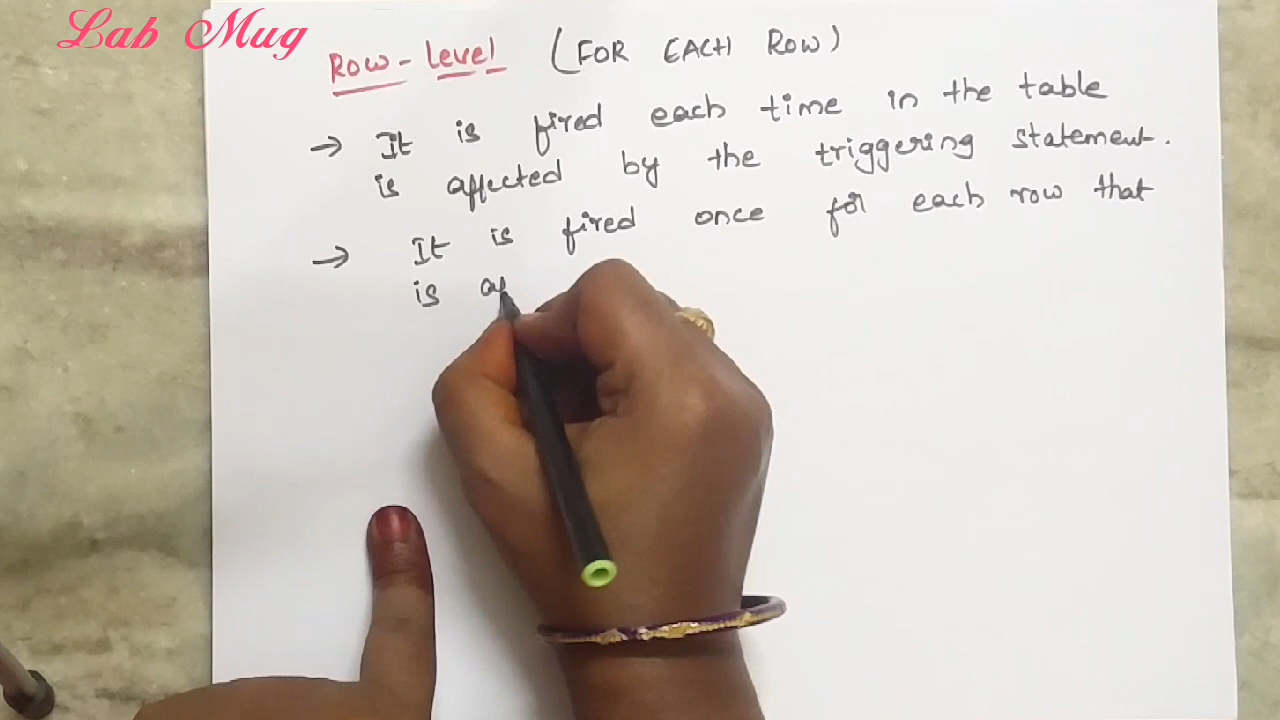 Lab Mug
Row-Level (FOR EACH ROW)
→ It is fired each time in the table
is affected by the triggering statement.
→ It is fired once for each row that
is